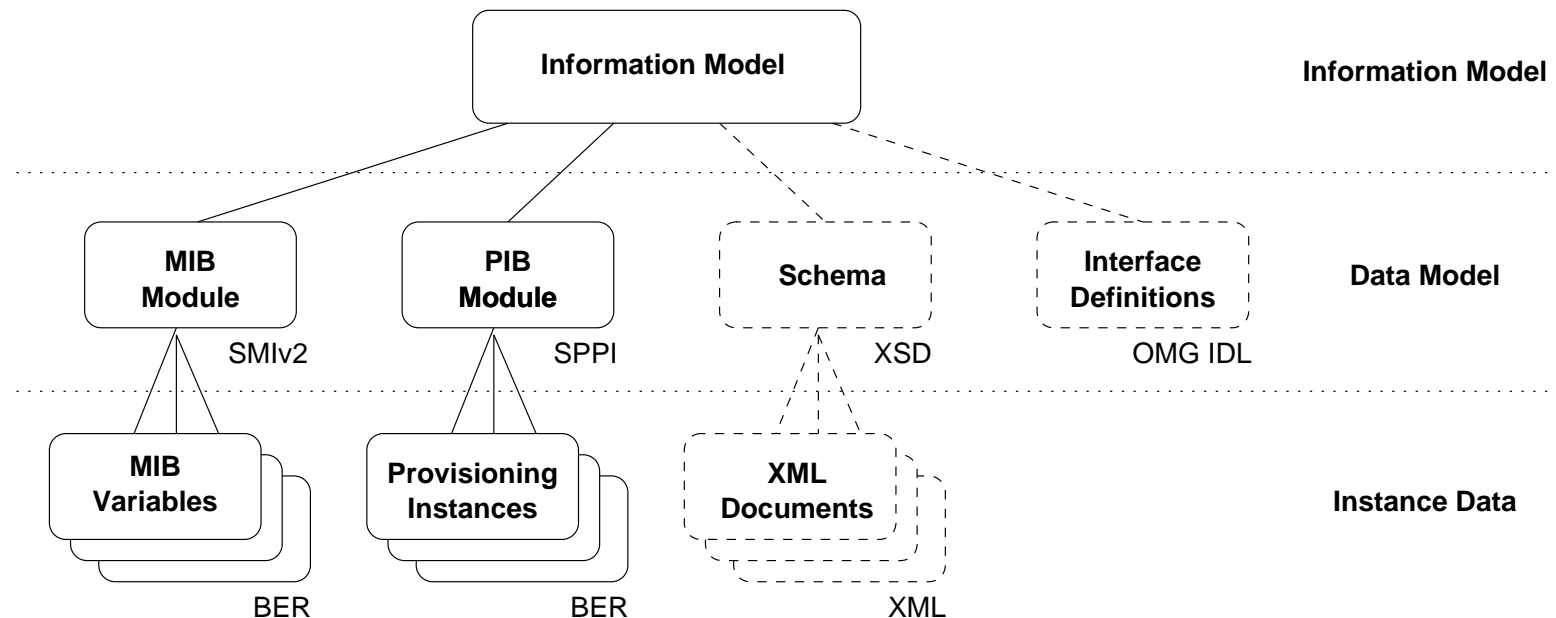 Information Model
Information Model
MIB
Module
PIB
Module
Schema
Interface
Definitions
Data Model
SMIv2
SPPI
XSD
OMG IDL
MIB
Variables
Provisioning
Instances
XML
Documents
Instance Data
BER
BER
XML